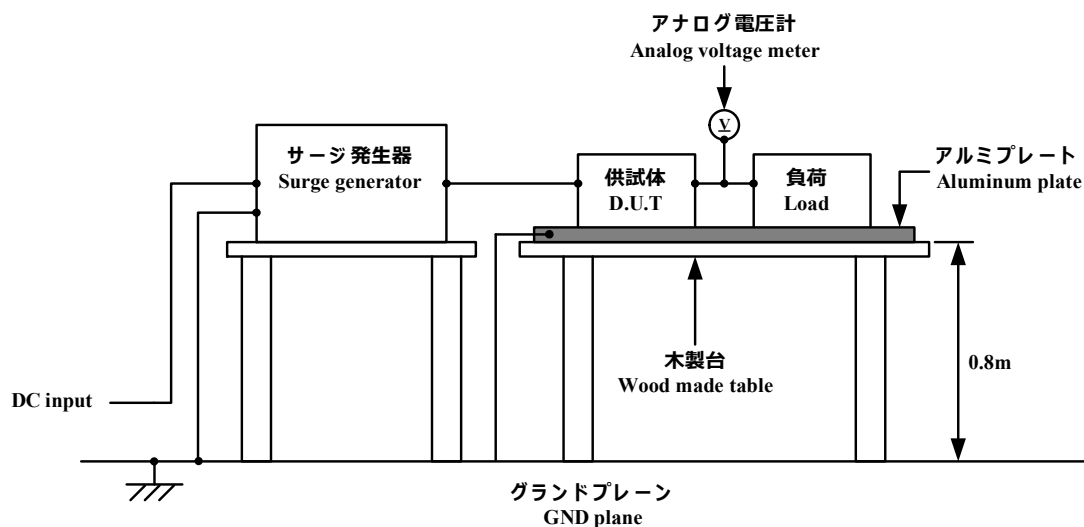 アナログ電圧計
Analog voltage meter
V
サージ発生器
Surge generator
供試体
D.U.T
負荷
Load
アルミプレート
Aluminum plate
木製台
Wood made table
0.8m
DC input
グランドプレーン
GND plane